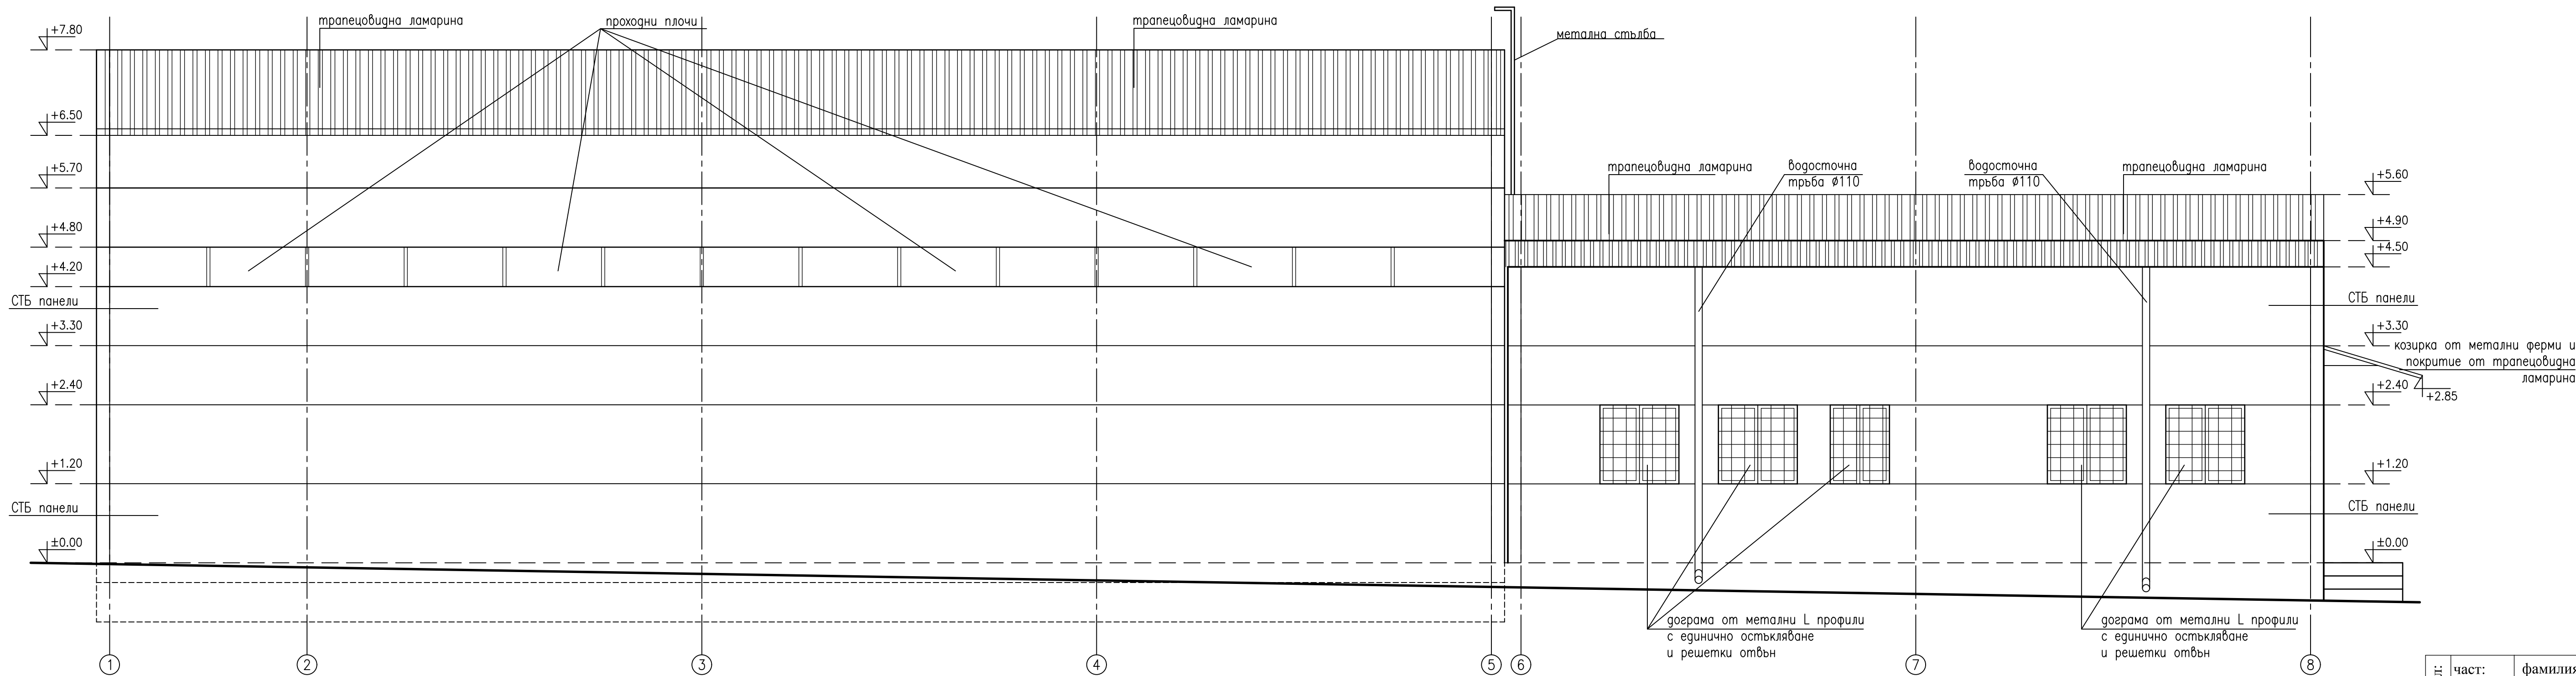 трапецовидна ламарина
проходни плочи
трапецовидна ламарина
метална стълба
+7.80
+6.50
+5.70
+4.80
+4.20
СТБ панели
+3.30
+2.40
+1.20
СТБ панели
±0.00
трапецовидна ламарина
водосточна
тръба Ø110
водосточна
тръба Ø110
трапецовидна ламарина
+5.60
+4.90
+4.50
СТБ панели
+3.30
козирка от метални ферми и
покритие от трапецовидна
ламарина
+2.40
+2.85
+1.20
СТБ панели
±0.00
дограма от метални L профили
с единично остъкляване
и решетки отвън
дограма от метални L профили
с единично остъкляване
и решетки отвън
1 2 3 4 5 6 7 8
част: фамилия